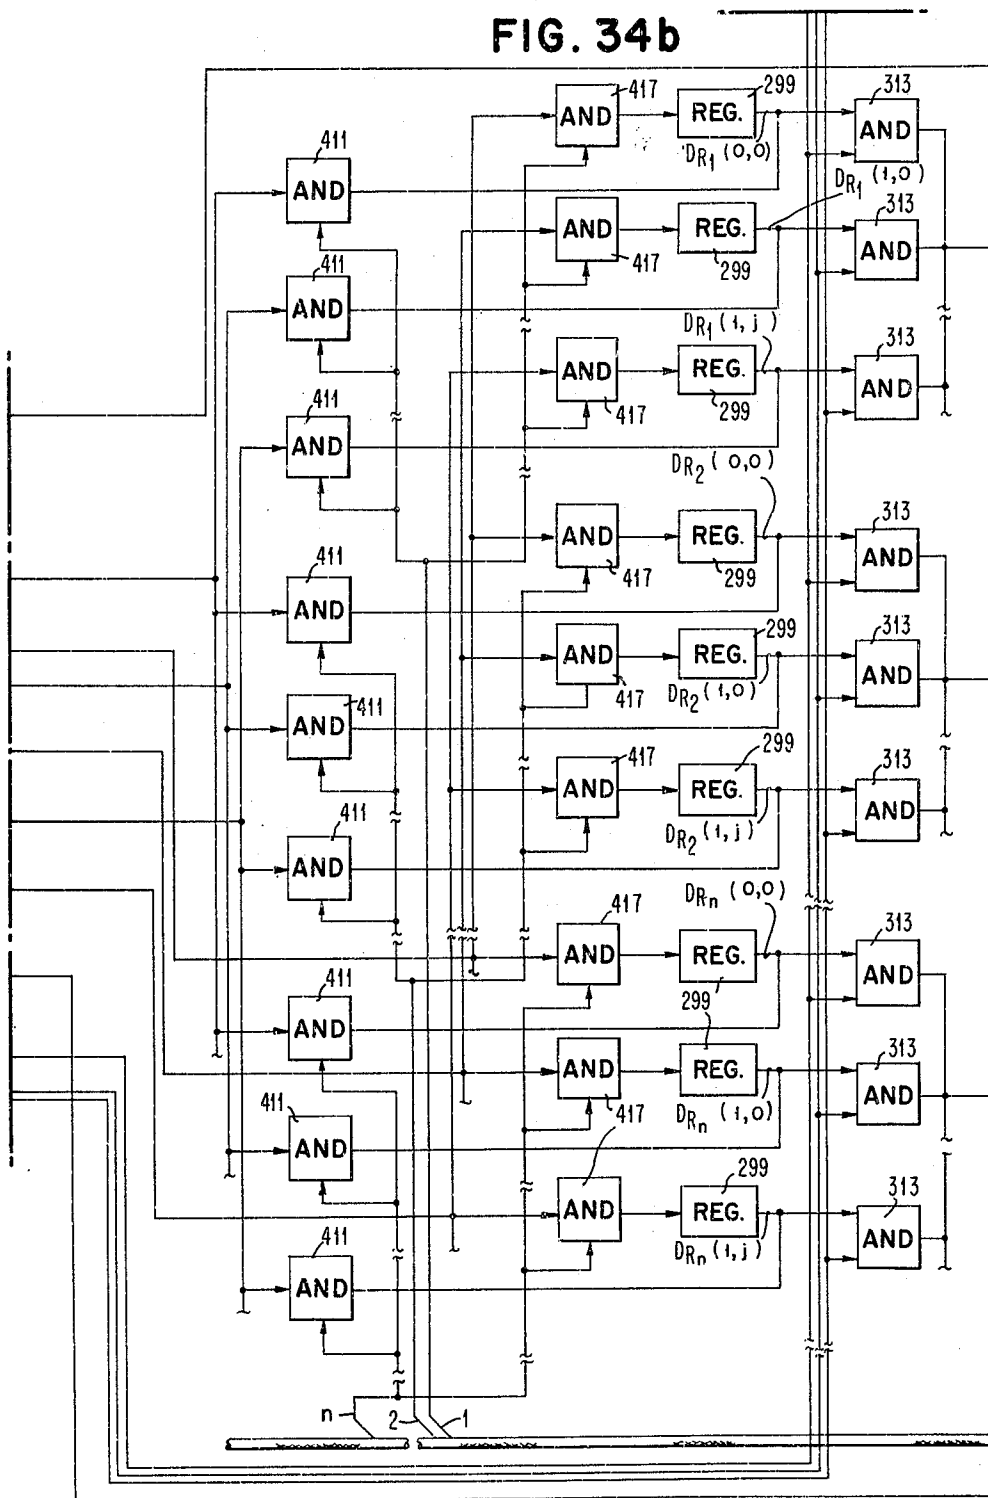 FIG. 34b
417
299
313
AND
REG.
AND
DR1 (0,0)
411
AND
DR1 (1,0)
313
AND
REG.
AND
417
299
411
AND
DR1 (1,j)
313
AND
REG.
AND
417
299
411
AND
DR2 (0,0)
313
AND
REG.
AND
417
299
411
AND
299
313
AND
REG.
AND
417
DR2 (1,0)
411
AND
417
299
313
AND
REG.
AND
DR2 (1,j)
411
AND
DRn (0,0)
417
313
AND
REG.
AND
299
411
AND
313
AND
REG.
AND
417
DRn (1,0)
411
AND
417
299
313
AND
REG.
AND
DRn (1,j)
411
AND
n
2
1